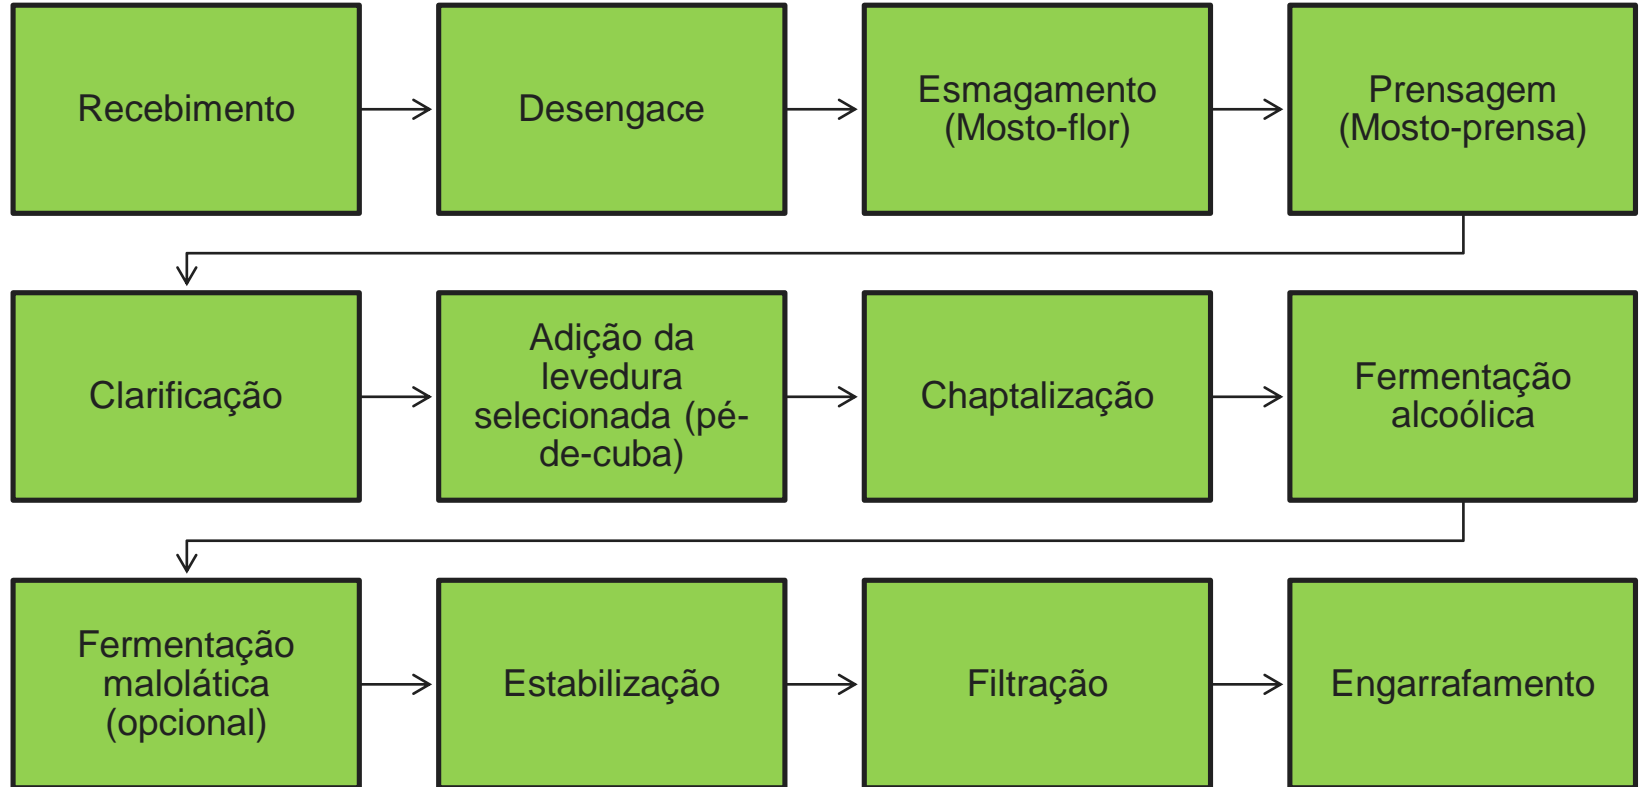 Recebimento
Desengace
Esmagamento
(Mosto-flor)
Prensagem
(Mosto-prensa)
Clarificação
Adição da
levedura
selecionada (pé-
de-cuba)
Chaptalização
Fermentação
alcoólica
Fermentação
malolática
(opcional)
Estabilização
Filtração
Engarrafamento